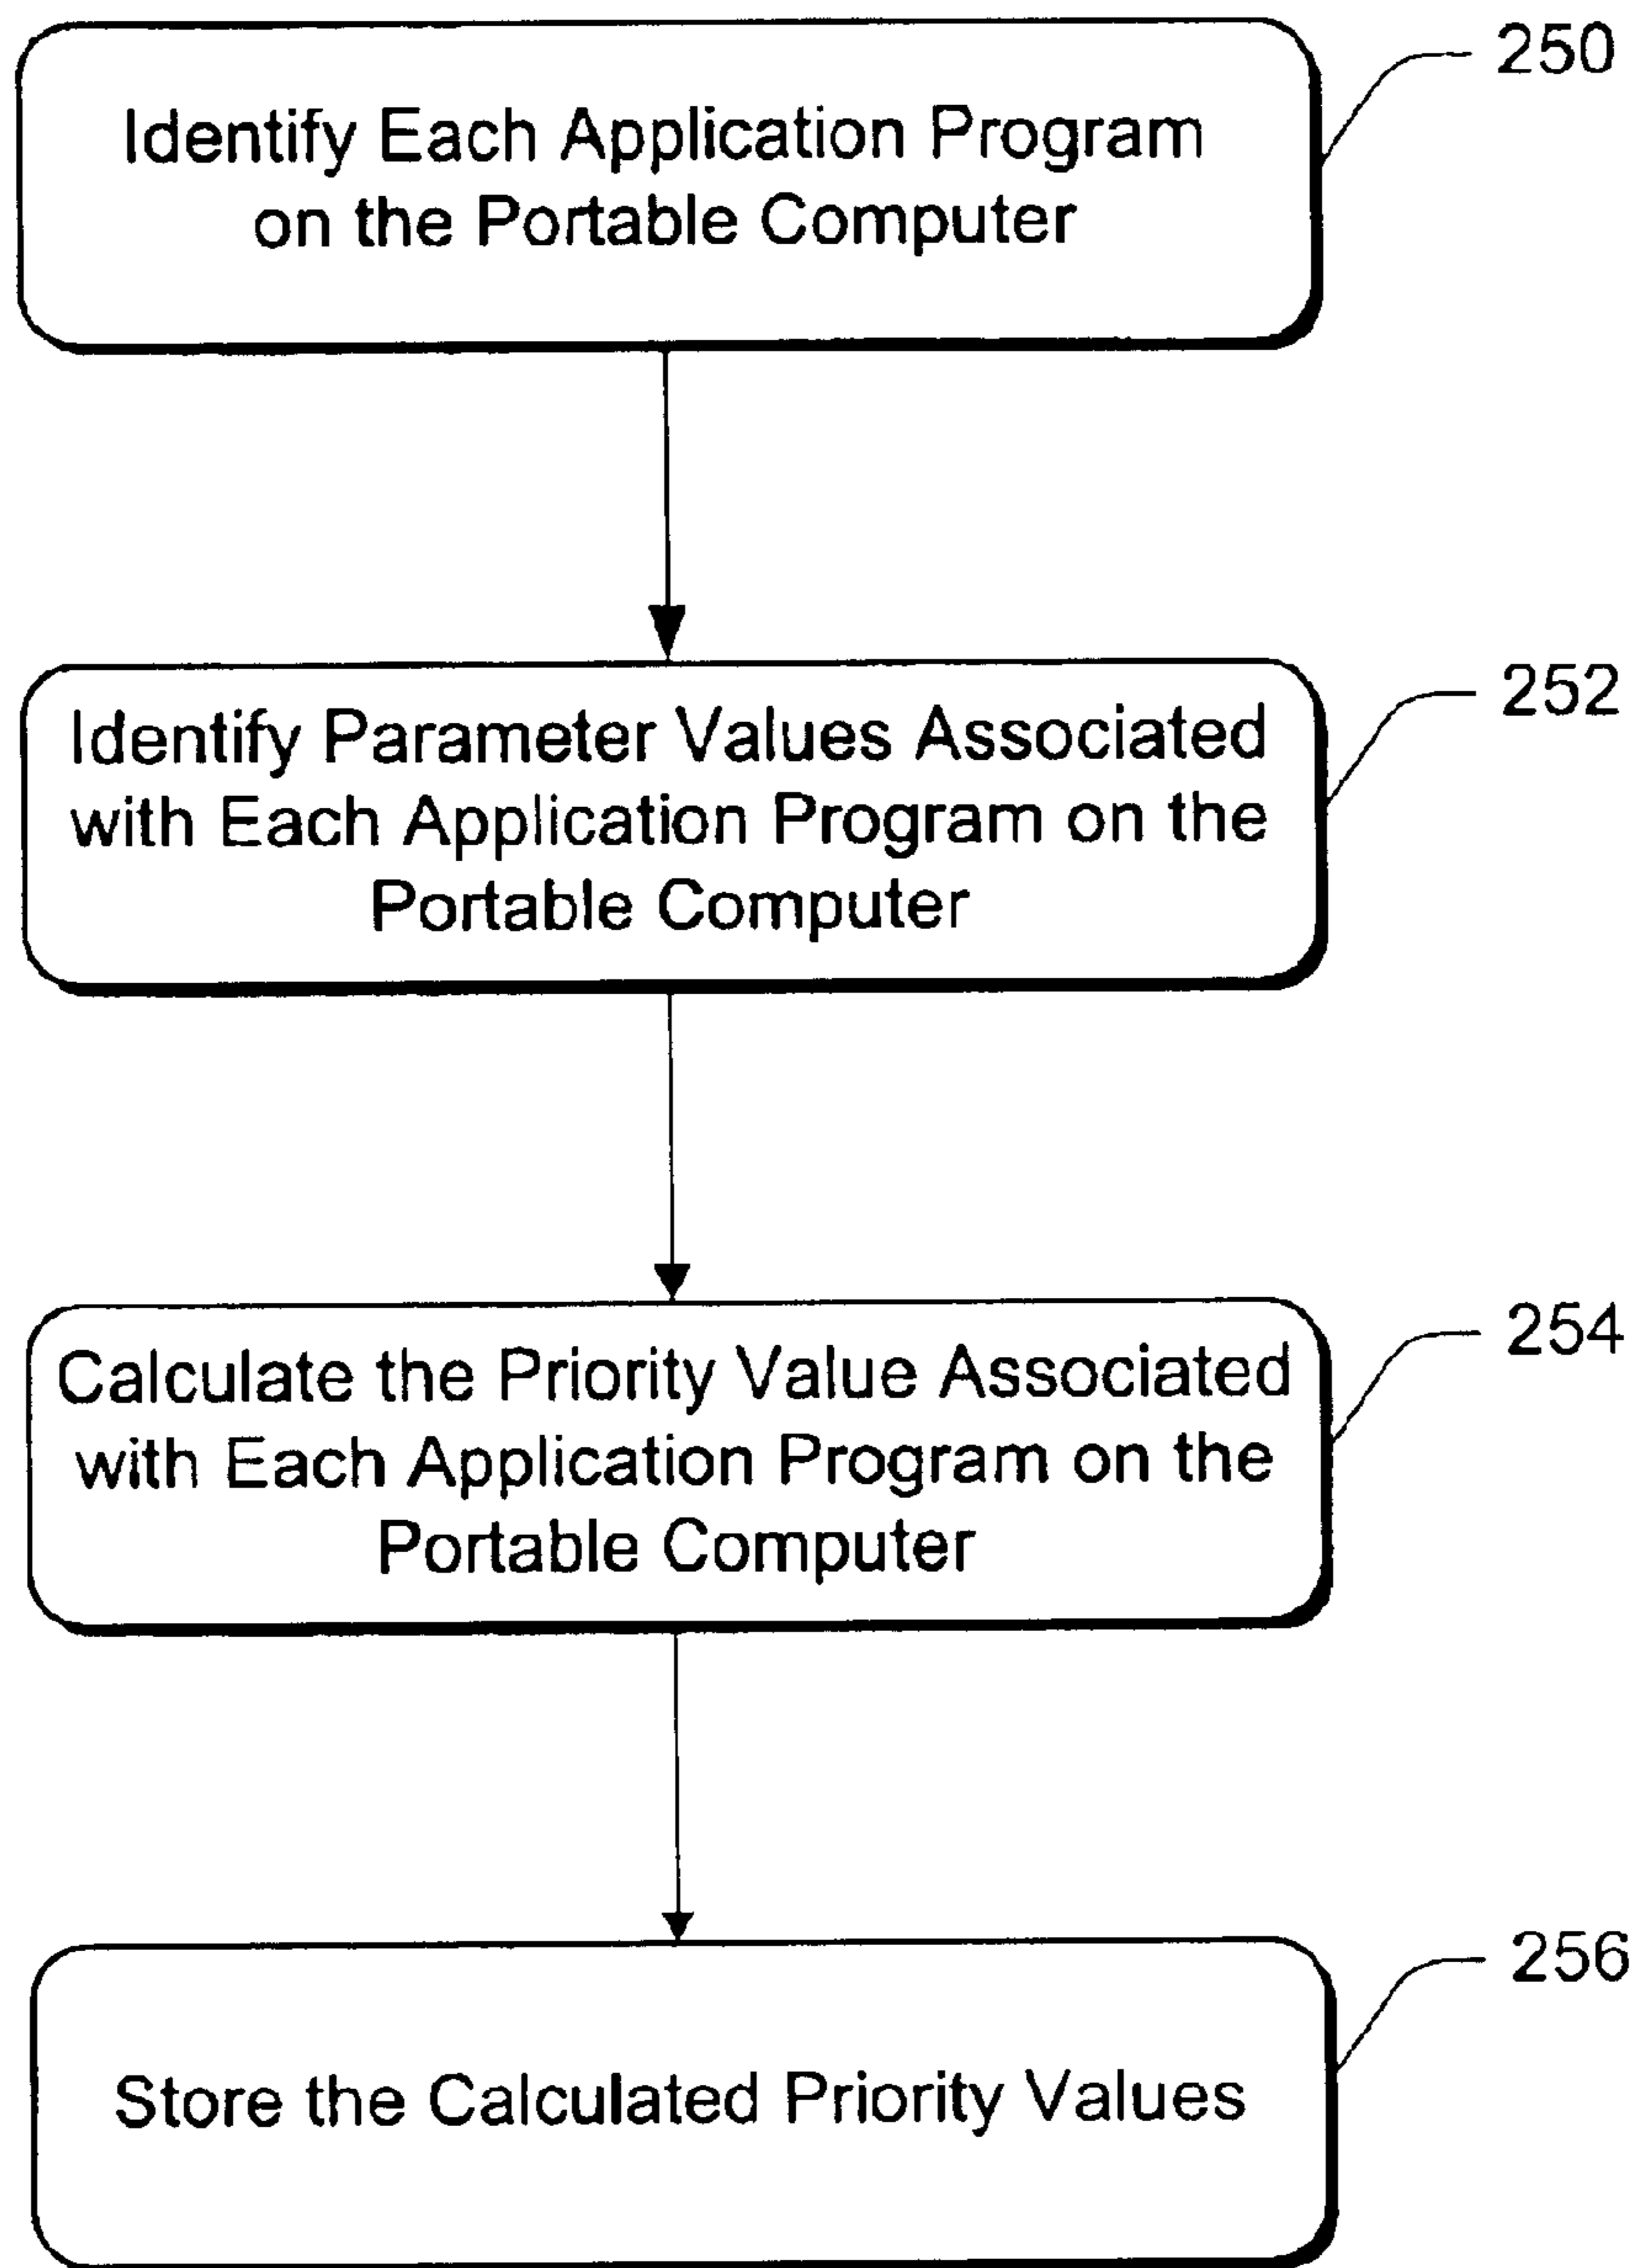 250
Identify Each Application Program
on the Portable Computer
252
Identify Parameter Values Associated
with Each Application Program on the
Portable Computer
254
Calculate the Priority Value Associated
with Each Application Program on the
Portable Computer
256
Store the Calculated Priority Values